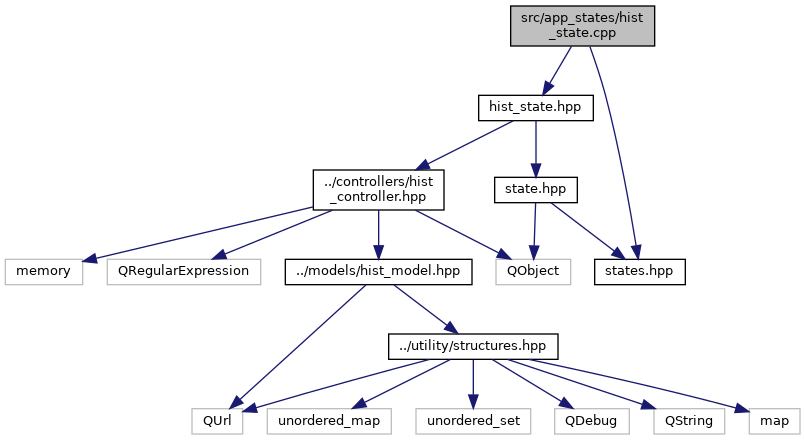 src/app_states/hist
_state.cpp
hist_state.hpp
../controllers/hist
_controller.hpp
state.hpp
memory
QRegularExpression
../models/hist_model.hpp
QObject
states.hpp
../utility/structures.hpp
QUrl
unordered_map
unordered_set
QDebug
QString
map